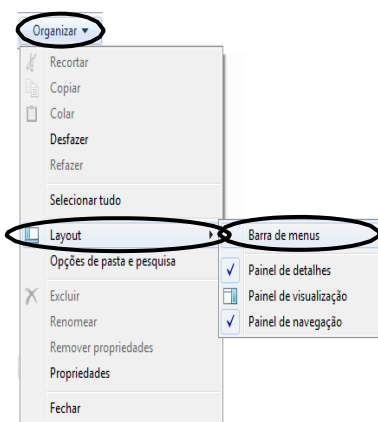 Organizar
Recortar
Copiar
Colar
Desfazer
Refazer
Selecionar tudo
Layout
Barra de menus
Opções de pasta e pesquisa
Painel de detalhes
Painel de visualização
Painel de navegação
Excluir
Renomear
Remover propriedades
Propriedades
Fechar